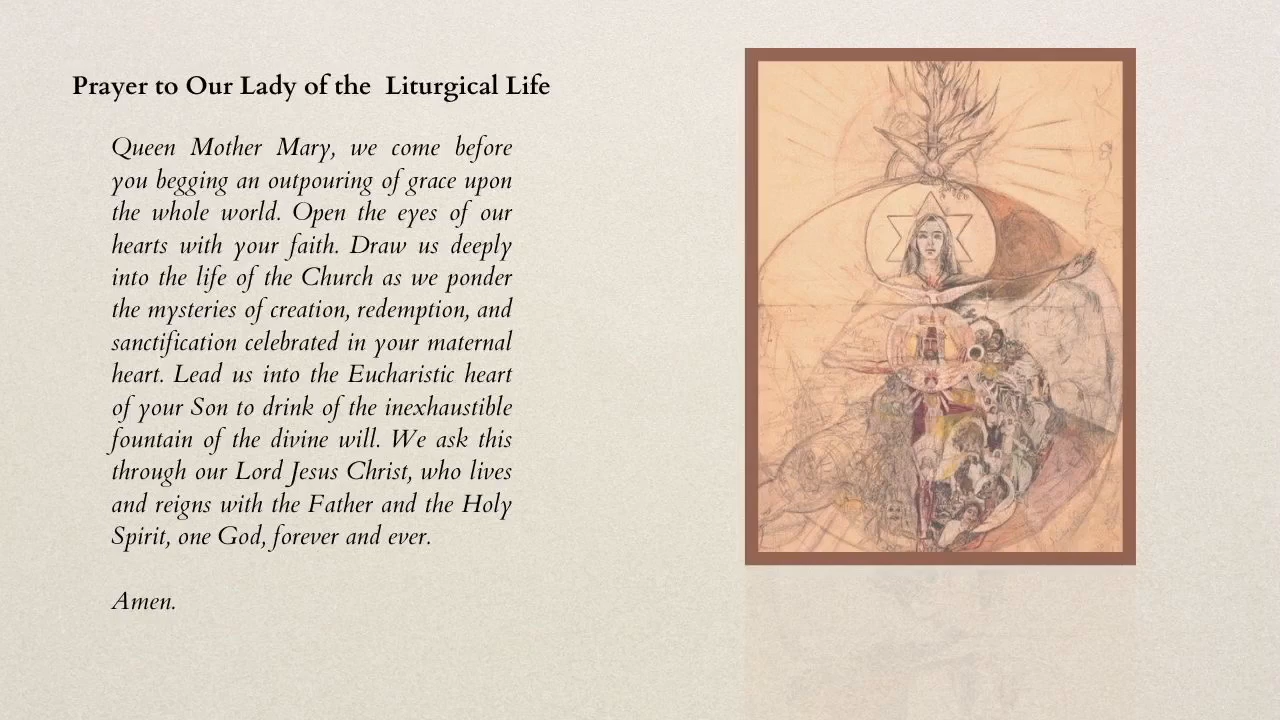 Prayer to Our Lady of the Liturgical Life
Queen Mother Mary, we come before
you begging an outpouring of grace upon
the whole world. Open the eyes of our
hearts with your faith. Draw us deeply
into the life of the Church as we ponder
the mysteries of creation, redemption, and
sanctification celebrated in your maternal
heart. Lead us into the Eucharistic heart
of your Son to drink of the inexhaustible
fountain of the divine will. We ask this
through our Lord Jesus Christ, who lives
and reigns with the Father and the Holy
Spirit, one God, forever and ever.
Amen.